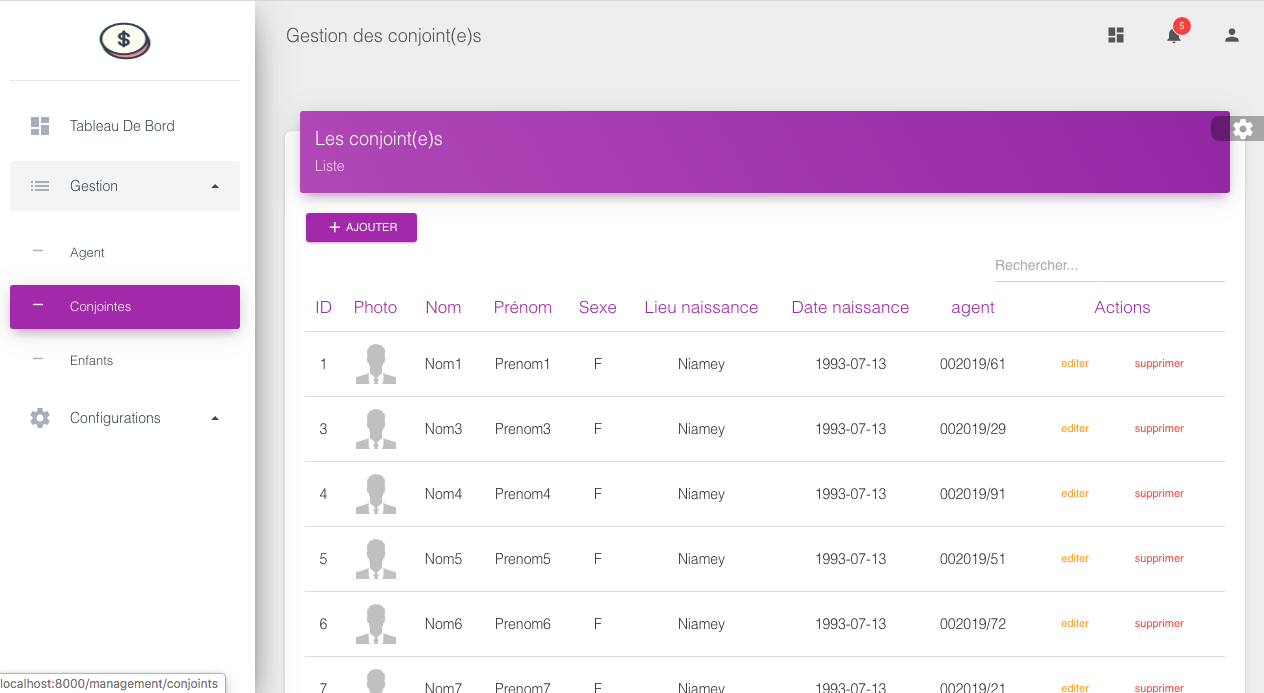 $
Gestion des conjoint(e)s
5
Tableau De Bord
Gestion
Agent
Conjointes
Enfants
Configurations
Les conjoint(e)s
Liste
+ AJOUTER
Rechercher...
ID Photo Nom Prénom Sexe Lieu naissance Date naissance agent Actions
1 Nom1 Prenom1 F Niamey 1993-07-13 002019/61 editer supprimer
3 Nom3 Prenom3 F Niamey 1993-07-13 002019/29 editer supprimer
4 Nom4 Prenom4 F Niamey 1993-07-13 002019/91 editer supprimer
5 Nom5 Prenom5 F Niamey 1993-07-13 002019/51 editer supprimer
6 Nom6 Prenom6 F Niamey 1993-07-13 002019/72 editer supprimer
7 Nom7 Prenom7 F Niamey 1993-07-13 002019/21 editer supprimer
localhost:8000/management/conjoints